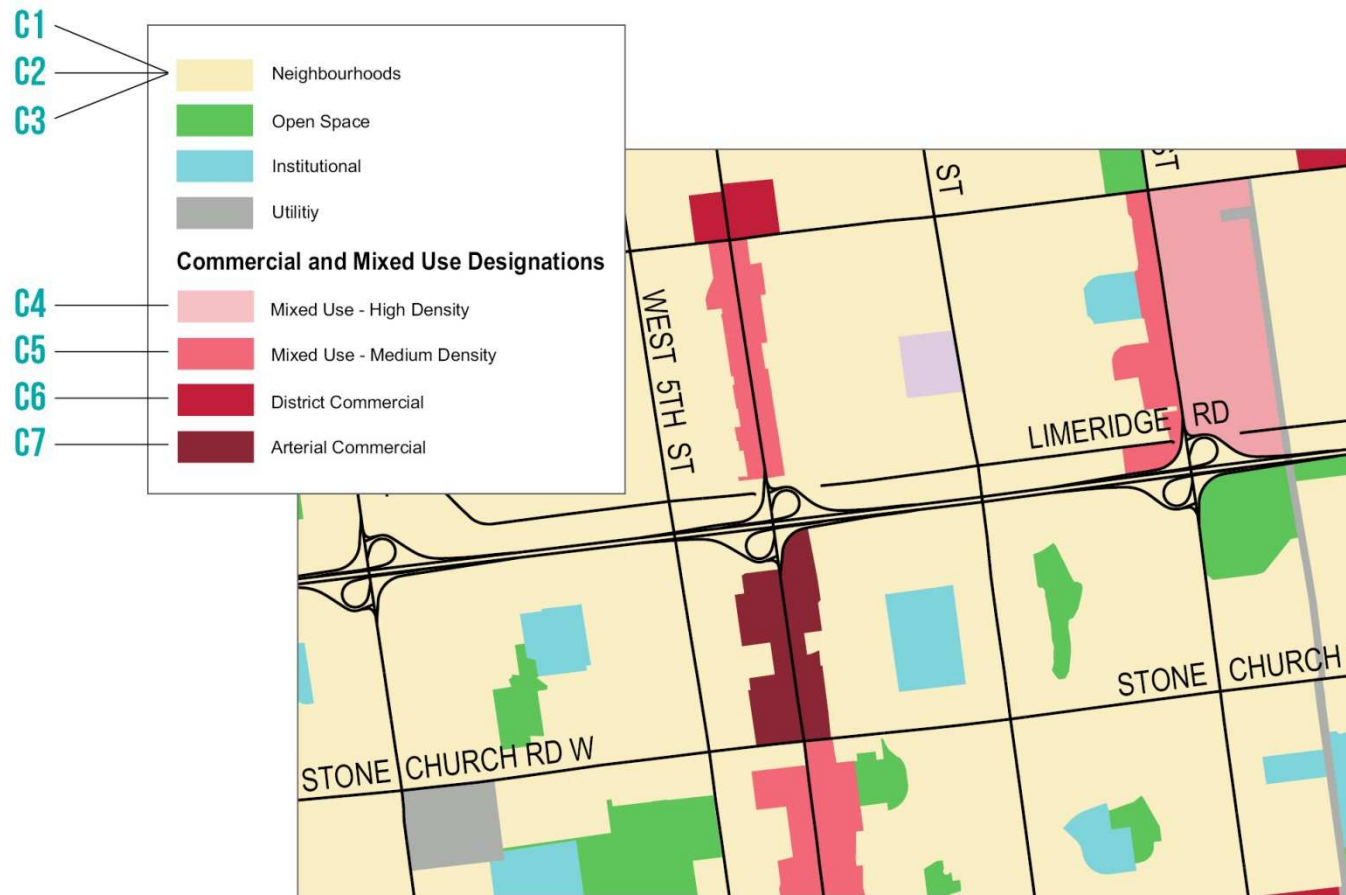 C1
C2
C3
Neighbourhoods
Open Space
Institutional
Utilitiy
Commercial and Mixed Use Designations
C4
Mixed Use - High Density
C5
Mixed Use - Medium Density
C6
District Commercial
C7
Arterial Commercial
ST
ST
WEST 5TH ST
LIMERIDGE RD
STONE CHURCH
STONE CHURCH RD W